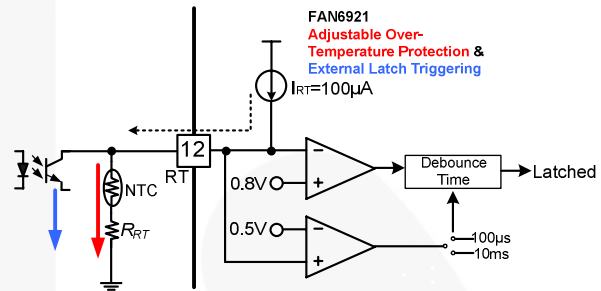 FAN6921
Adjustable Over-
Temperature Protection &
External Latch Triggering
IRT=100µA
12
RT
NTC
RRT
0.8V
−
+
0.5V
−
+
Debounce
Time
Latched
100µs
10ms